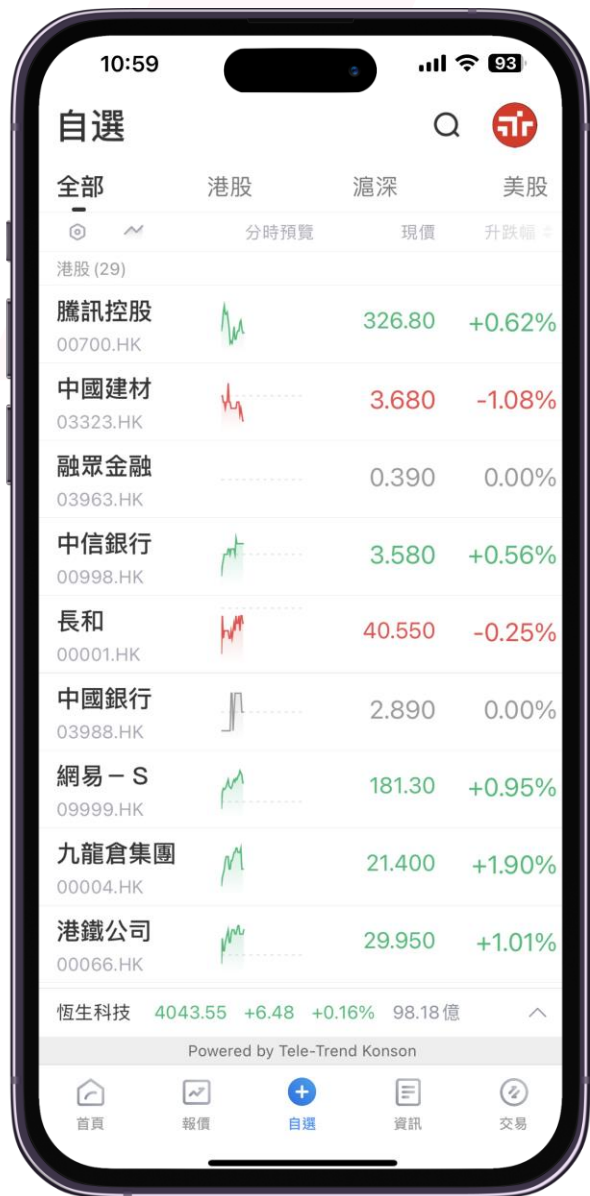 10:59
93
自選
全部 港股 滬深 美股
分時預覽 現價 升跌幅
港股 (29)
騰訊控股 326.80 +0.62%
00700.HK
中國建材 3.680 -1.08%
03323.HK
融眾金融 0.390 0.00%
03963.HK
中信銀行 3.580 +0.56%
00998.HK
長和 40.550 -0.25%
00001.HK
中國銀行 2.890 0.00%
03988.HK
網易－S 181.30 +0.95%
09999.HK
九龍倉集團 21.400 +1.90%
00004.HK
港鐵公司 29.950 +1.01%
00066.HK
恆生科技 4043.55 +6.48 +0.16% 98.18億
Powered by Tele-Trend Konson
首頁 報價 自選 資訊 交易